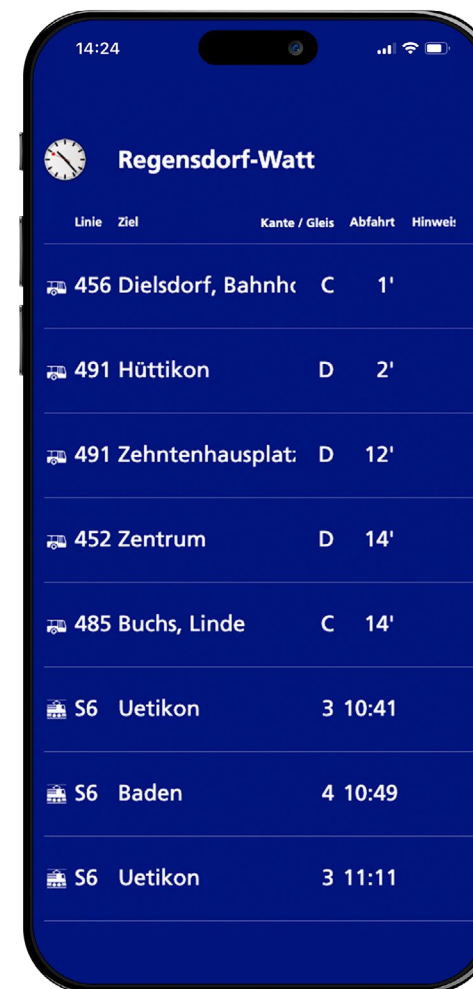 14:24
Regensdorf-Watt
Linie Ziel Kante / Gleis Abfahrt Hinweis
456 Dielsdorf, Bahnho C 1'
491 Hüttikon D 2'
491 Zehntenhausplatz D 12'
452 Zentrum D 14'
485 Buchs, Linde C 14'
S6 Uetikon 3 10:41
S6 Baden 4 10:49
S6 Uetikon 3 11:11